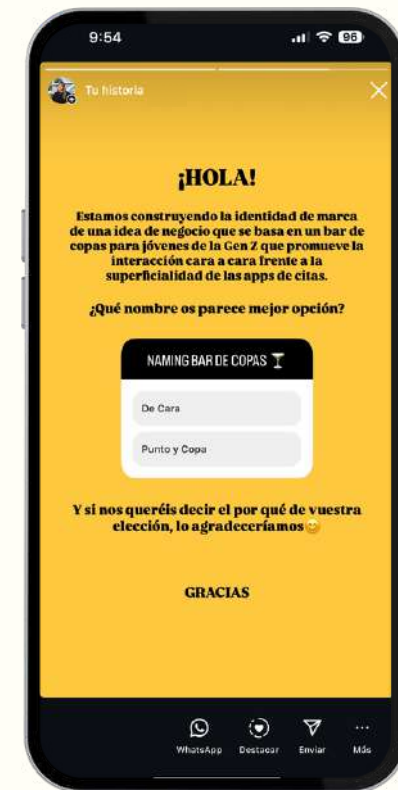 9:54
96
Tu historia
¡HOLA!
Estamos construyendo la identidad de marca
de una idea de negocio que se basa en un bar de
copas para jóvenes de la Gen Z que promueve la
interacción cara a cara frente a la
superficialidad de las apps de citas.
¿Qué nombre os parece mejor opción?
NAMING BAR DE COPAS 🍸
De Cara
Punto y Copa
Y si nos queréis decir el por qué de vuestra
elección, lo agradeceríamos😊
GRACIAS
WhatsApp Destacar Enviar Más